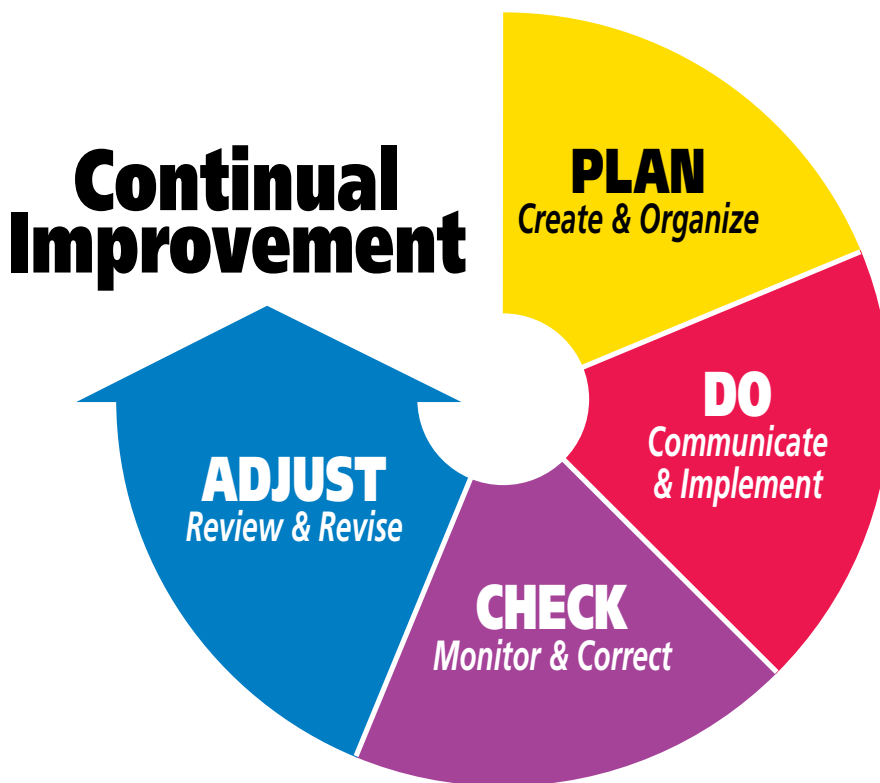 Continual
Improvement
PLAN
Create & Organize
DO
Communicate
& Implement
CHECK
Monitor & Correct
ADJUST
Review & Revise